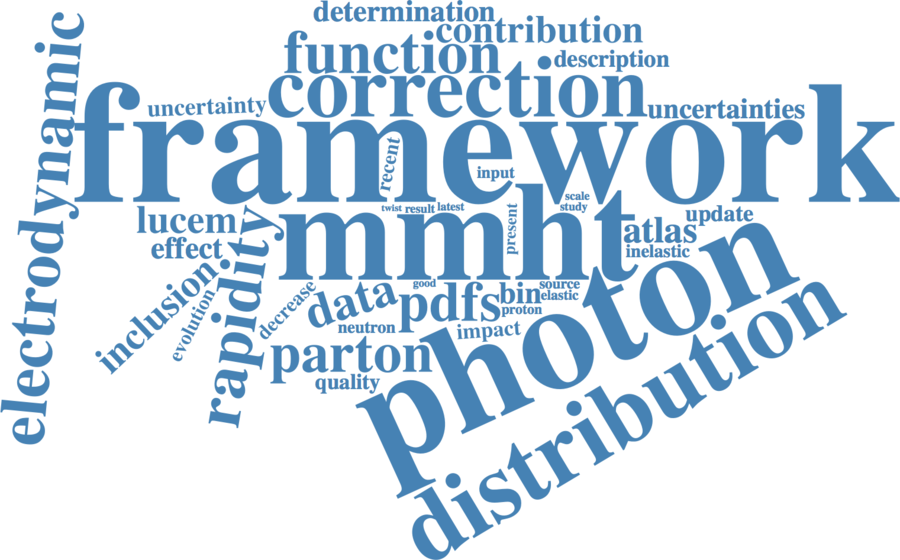 determination
contribution
function
description
correction
uncertainty
uncertainties
electrodynamic
framework
recent
input
scale
study
twist
result
latest
present
mmht
lucem
effect
atlas
update
inelastic
inclusion
evolution
rapidity
decrease
data
good
pdfs
bin
source
elastic
proton
neutron
impact
parton
quality
photon
distribution